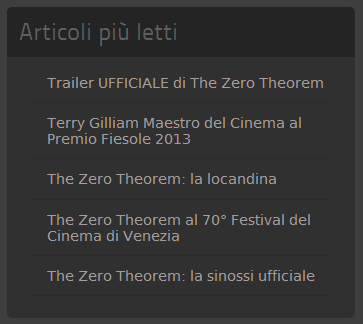 Articoli più letti
Trailer UFFICIALE di The Zero Theorem
Terry Gilliam Maestro del Cinema al
Premio Fiesole 2013
The Zero Theorem: la locandina
The Zero Theorem al 70° Festival del
Cinema di Venezia
The Zero Theorem: la sinossi ufficiale